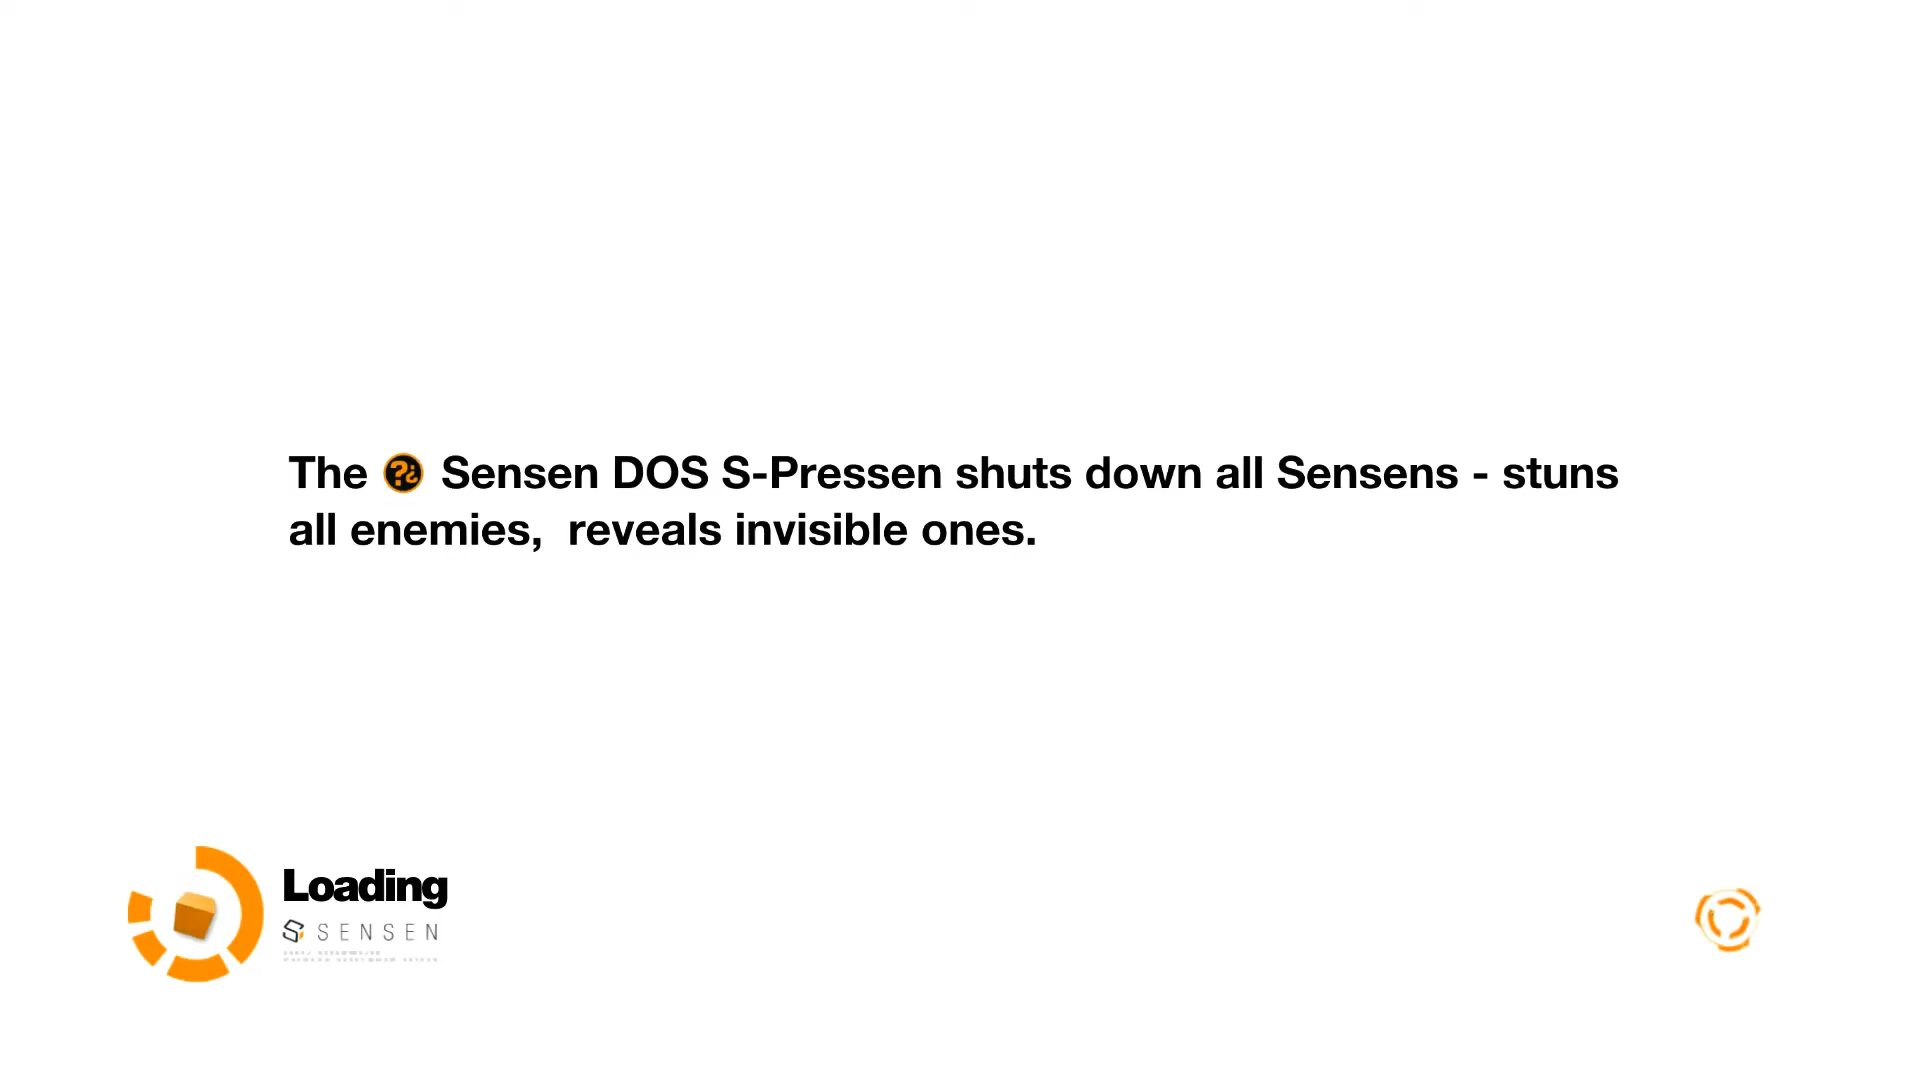 The Sensen DOS S-Pressen shuts down all Sensens - stuns
all enemies,  reveals invisible ones.
Loading
SENSEN